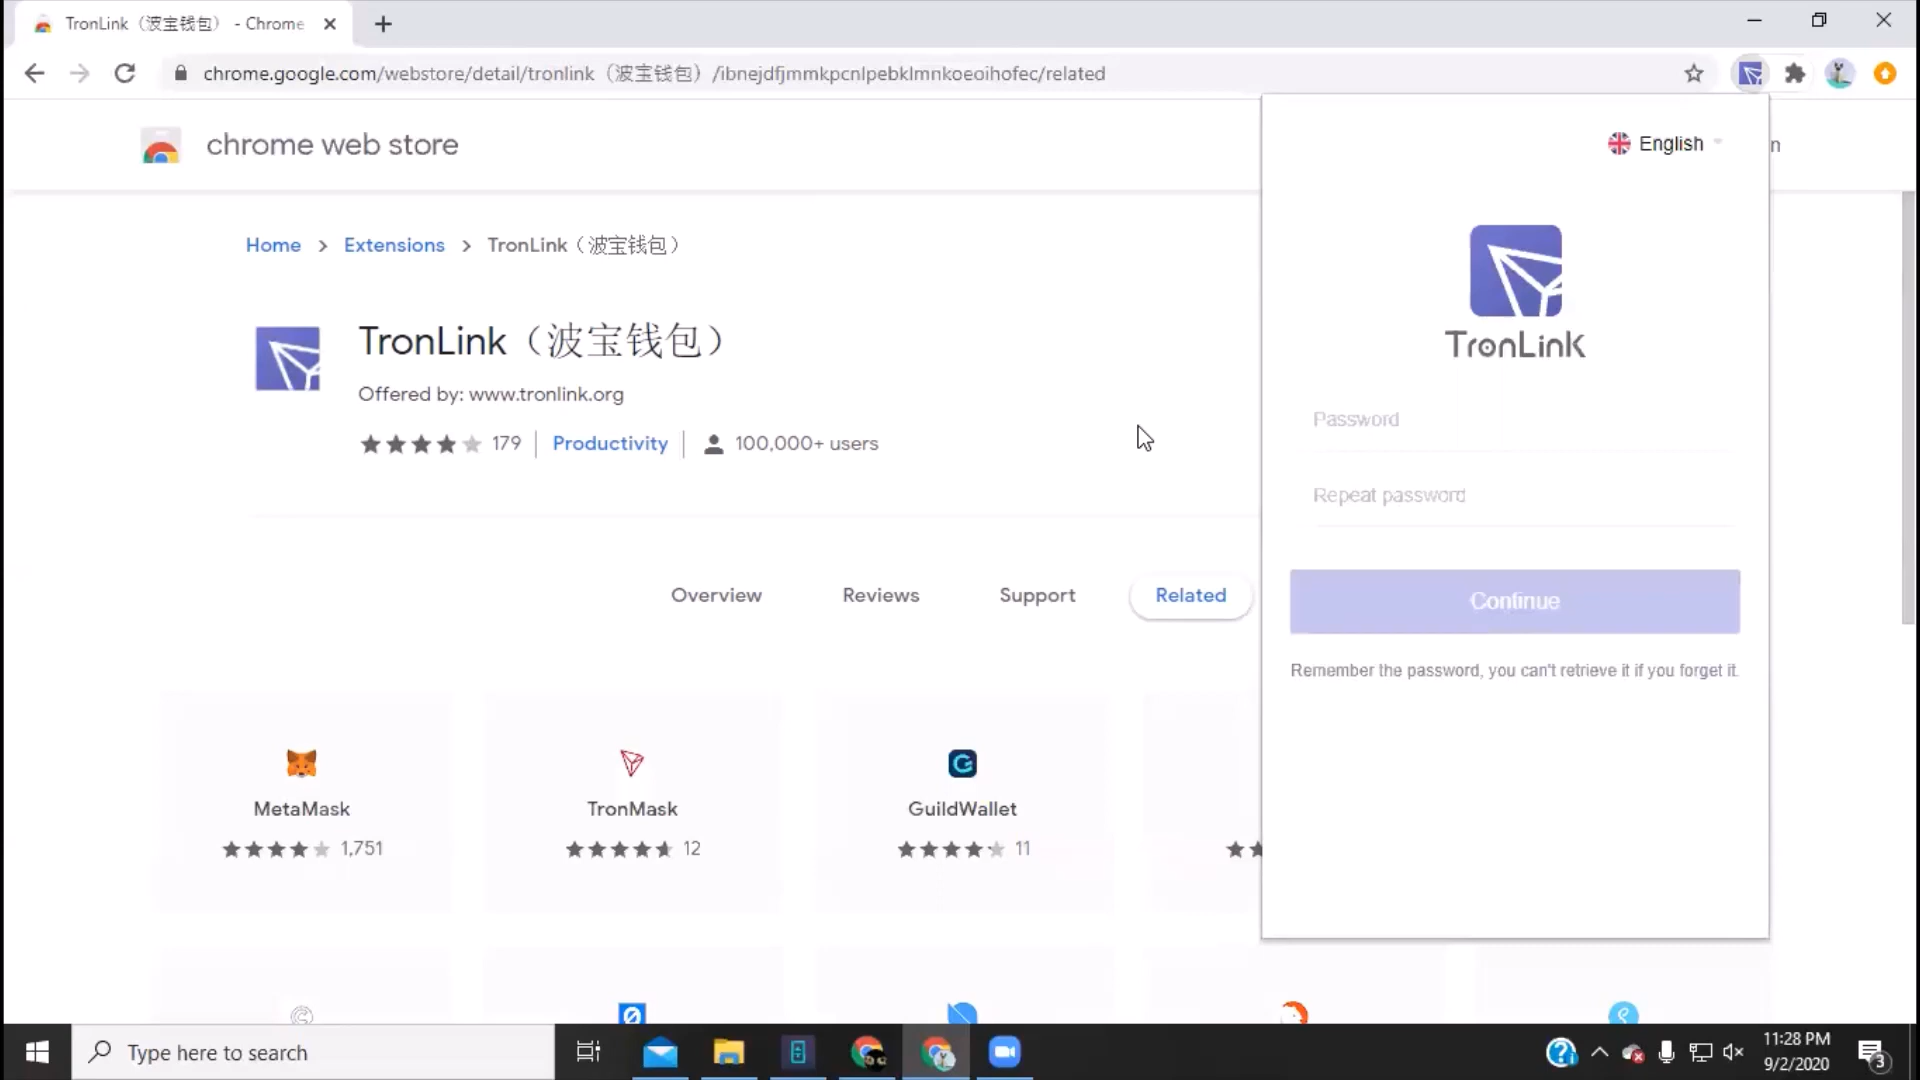 TronLink（波宝钱包） - Chrome
chrome.google.com/webstore/detail/tronlink（波宝钱包）/ibnejdfjmmkpcnlpebklmnkoeoihofec/related
chrome web store
English
n
Home > Extensions > TronLink（波宝钱包）
TronLink
TronLink（波宝钱包）
Offered by: www.tronlink.org
179 | Productivity | 100,000+ users
Password
Repeat password
Continue
Remember the password, you can't retrieve it if you forget it.
Overview Reviews Support Related
MetaMask TronMask GuildWallet
1,751 12 11
Type here to search
11:28 PM
9/2/2020
3